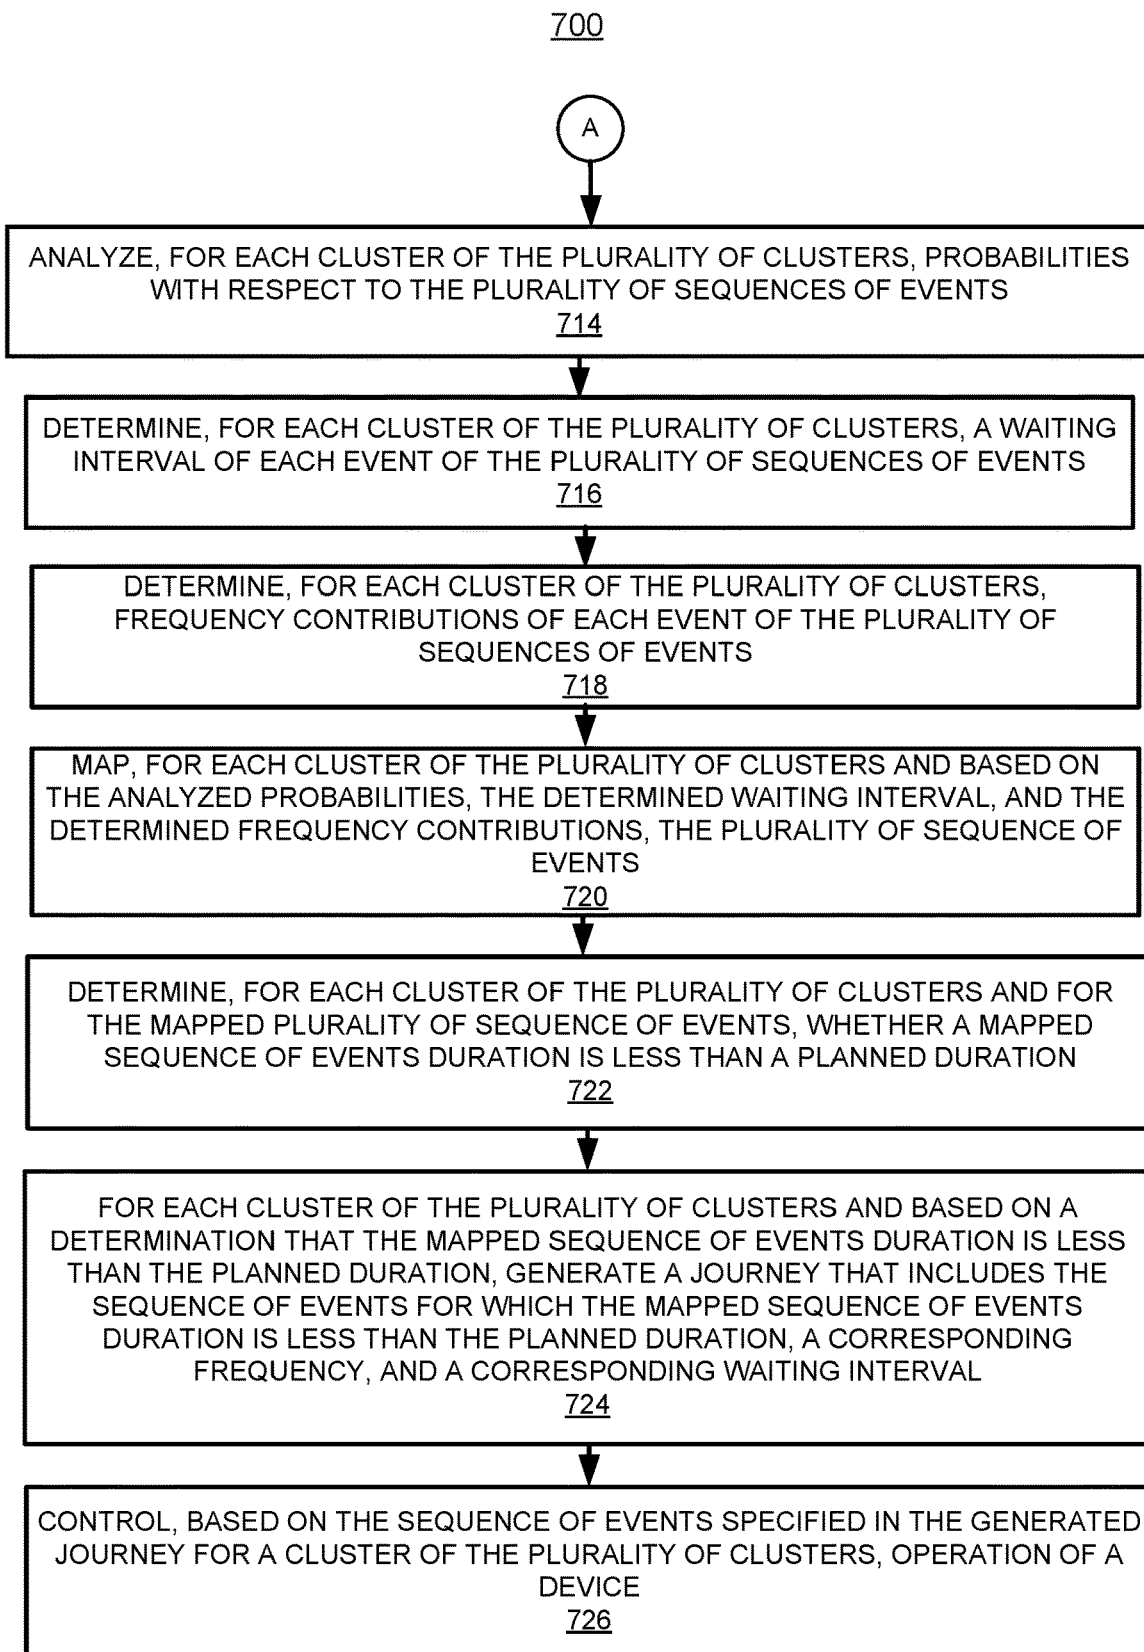 700
A
ANALYZE, FOR EACH CLUSTER OF THE PLURALITY OF CLUSTERS, PROBABILITIES
WITH RESPECT TO THE PLURALITY OF SEQUENCES OF EVENTS
714
DETERMINE, FOR EACH CLUSTER OF THE PLURALITY OF CLUSTERS, A WAITING
INTERVAL OF EACH EVENT OF THE PLURALITY OF SEQUENCES OF EVENTS
716
DETERMINE, FOR EACH CLUSTER OF THE PLURALITY OF CLUSTERS,
FREQUENCY CONTRIBUTIONS OF EACH EVENT OF THE PLURALITY OF
SEQUENCES OF EVENTS
718
MAP, FOR EACH CLUSTER OF THE PLURALITY OF CLUSTERS AND BASED ON
THE ANALYZED PROBABILITIES, THE DETERMINED WAITING INTERVAL, AND THE
DETERMINED FREQUENCY CONTRIBUTIONS, THE PLURALITY OF SEQUENCE OF
EVENTS
720
DETERMINE, FOR EACH CLUSTER OF THE PLURALITY OF CLUSTERS AND FOR
THE MAPPED PLURALITY OF SEQUENCE OF EVENTS, WHETHER A MAPPED
SEQUENCE OF EVENTS DURATION IS LESS THAN A PLANNED DURATION
722
FOR EACH CLUSTER OF THE PLURALITY OF CLUSTERS AND BASED ON A
DETERMINATION THAT THE MAPPED SEQUENCE OF EVENTS DURATION IS LESS
THAN THE PLANNED DURATION, GENERATE A JOURNEY THAT INCLUDES THE
SEQUENCE OF EVENTS FOR WHICH THE MAPPED SEQUENCE OF EVENTS
DURATION IS LESS THAN THE PLANNED DURATION, A CORRESPONDING
FREQUENCY, AND A CORRESPONDING WAITING INTERVAL
724
CONTROL, BASED ON THE SEQUENCE OF EVENTS SPECIFIED IN THE GENERATED
JOURNEY FOR A CLUSTER OF THE PLURALITY OF CLUSTERS, OPERATION OF A
DEVICE
726